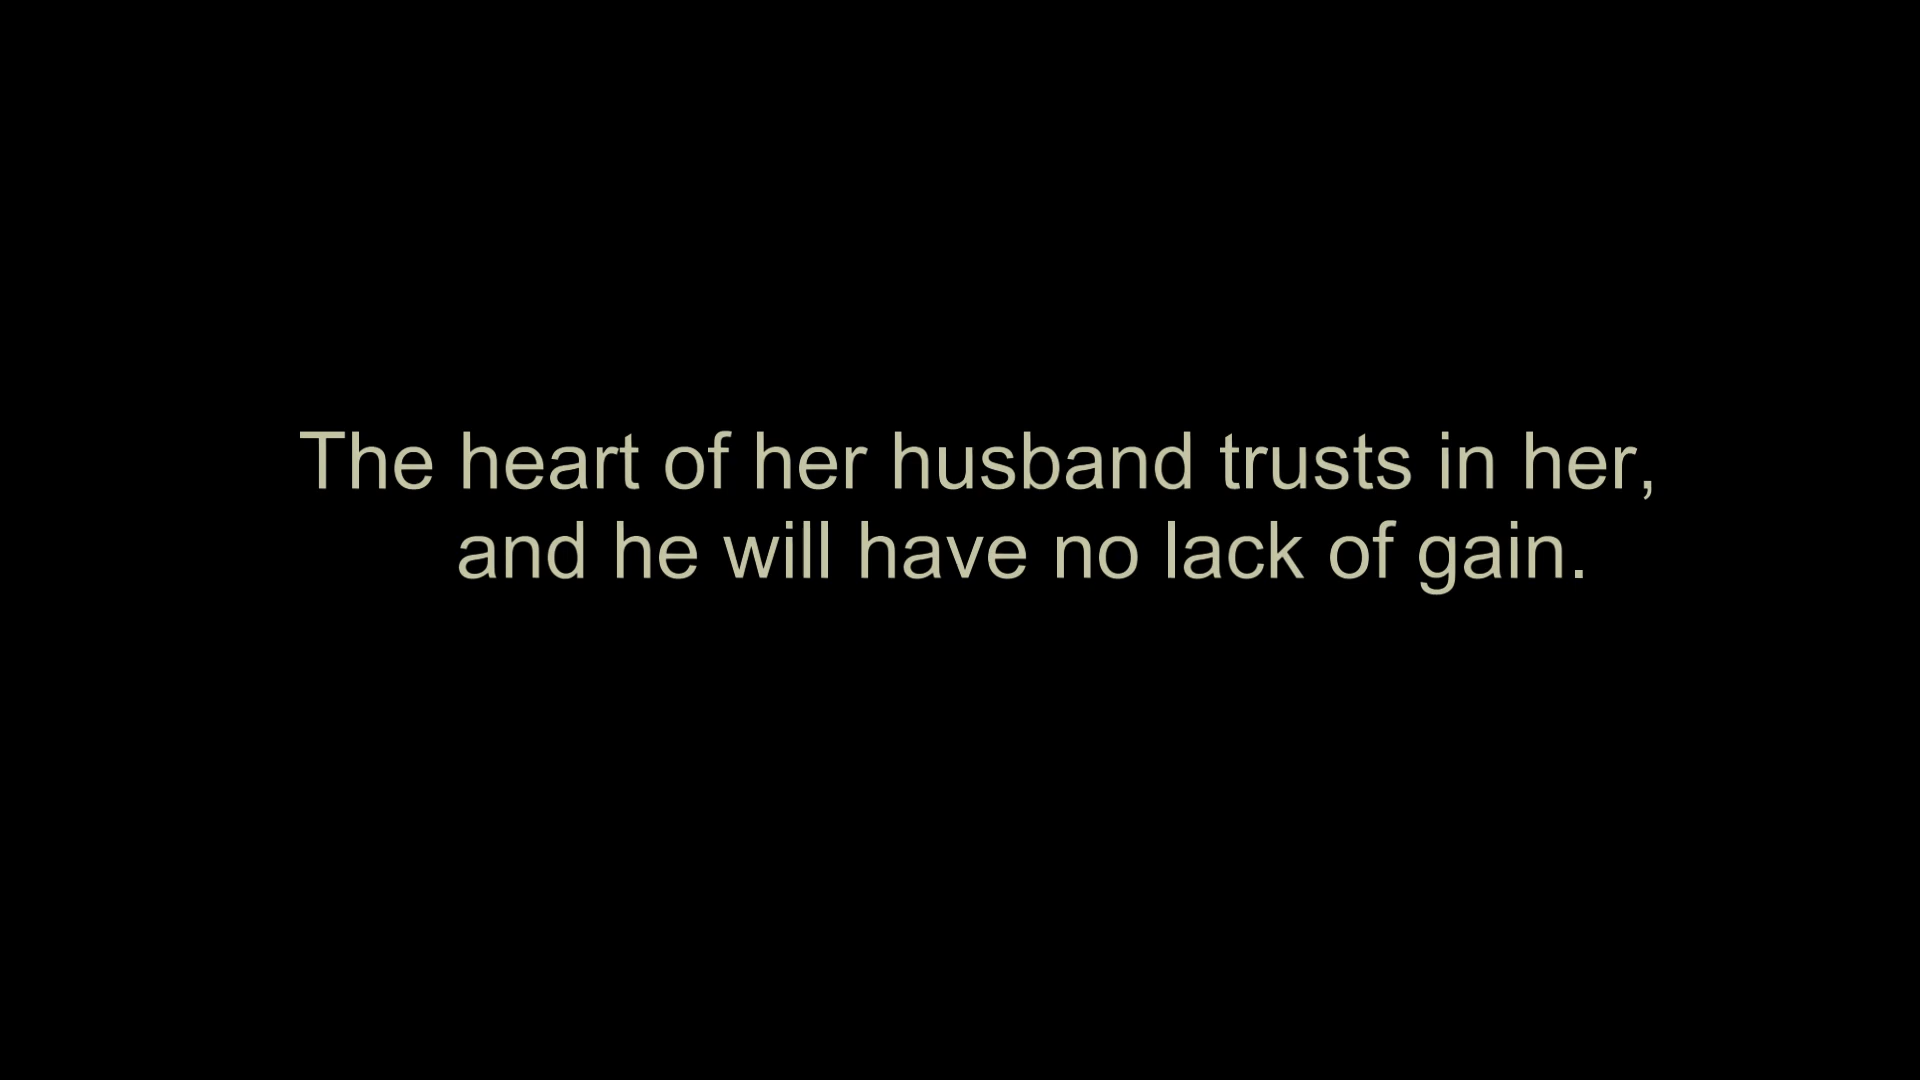 The heart of her husband trusts in her,
and he will have no lack of gain.